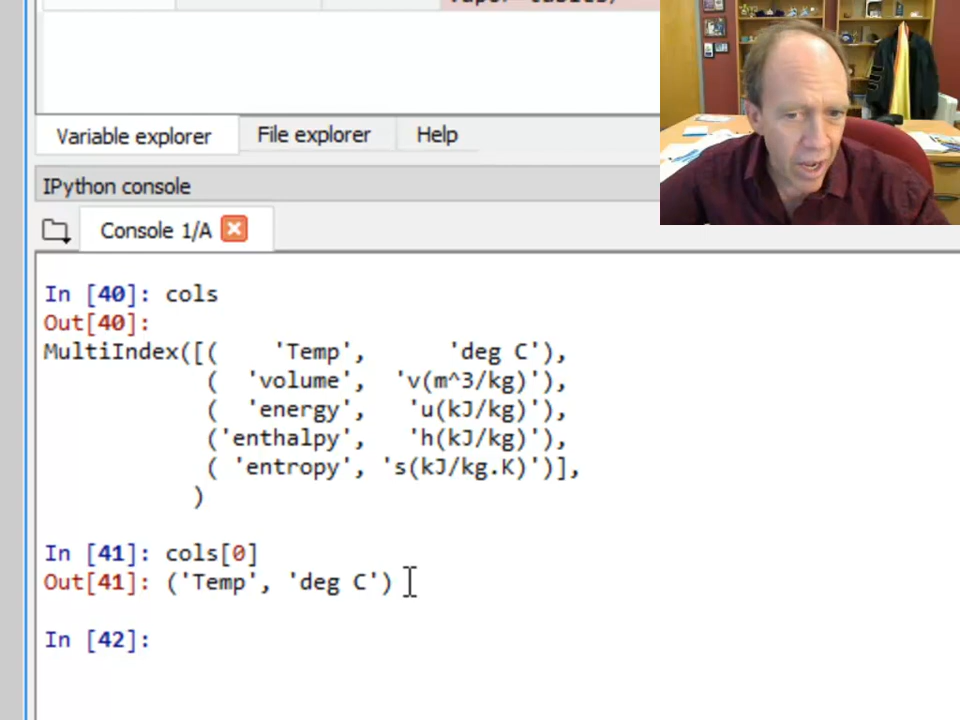 Variable explorer File explorer Help
IPython console
Console 1/A
In [40]: cols
Out[40]:
MultiIndex([(    'Temp',       'deg C'),
(  'volume',   'v(m^3/kg)'),
(  'energy',    'u(kJ/kg)'),
('enthalpy',    'h(kJ/kg)'),
( 'entropy', 's(kJ/kg.K)')],
)
In [41]: cols[0]
Out[41]: ('Temp', 'deg C')
In [42]: